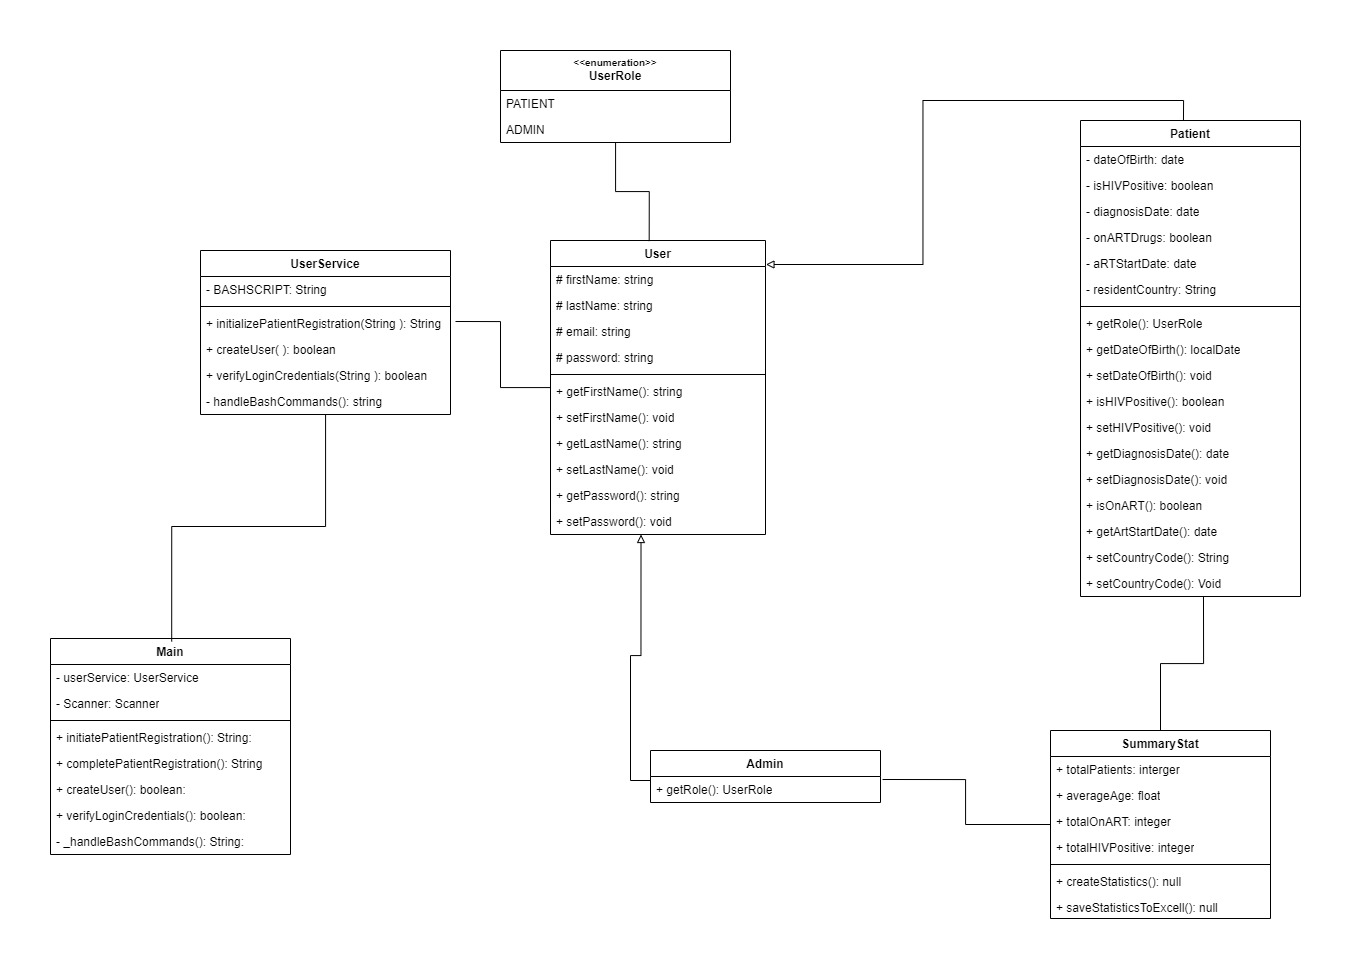 <<enumeration>>
UserRole
PATIENT
ADMIN
Patient
- dateOfBirth: date
- isHIVPositive: boolean
- diagnosisDate: date
- onARTDrugs: boolean
- aRTStartDate: date
- residentCountry: String
+ getRole(): UserRole
+ getDateOfBirth(): localDate
+ setDateOfBirth(): void
+ isHIVPositive(): boolean
+ setHIVPositive(): void
+ getDiagnosisDate(): date
+ setDiagnosisDate(): void
+ isOnART(): boolean
+ getArtStartDate(): date
+ setCountryCode(): String
+ setCountryCode(): Void
User
# firstName: string
# lastName: string
# email: string
# password: string
+ getFirstName(): string
+ setFirstName(): void
+ getLastName(): string
+ setLastName(): void
+ getPassword(): string
+ setPassword(): void
UserService
- BASHSCRIPT: String
+ initializePatientRegistration(String ): String
+ createUser( ): boolean
+ verifyLoginCredentials(String ): boolean
- handleBashCommands(): string
Main
- userService: UserService
- Scanner: Scanner
+ initiatePatientRegistration(): String:
+ completePatientRegistration(): String
+ createUser(): boolean:
+ verifyLoginCredentials(): boolean:
- _handleBashCommands(): String:
Admin
+ getRole(): UserRole
SummaryStat
+ totalPatients: interger
+ averageAge: float
+ totalOnART: integer
+ totalHIVPositive: integer
+ createStatistics(): null
+ saveStatisticsToExcell(): null